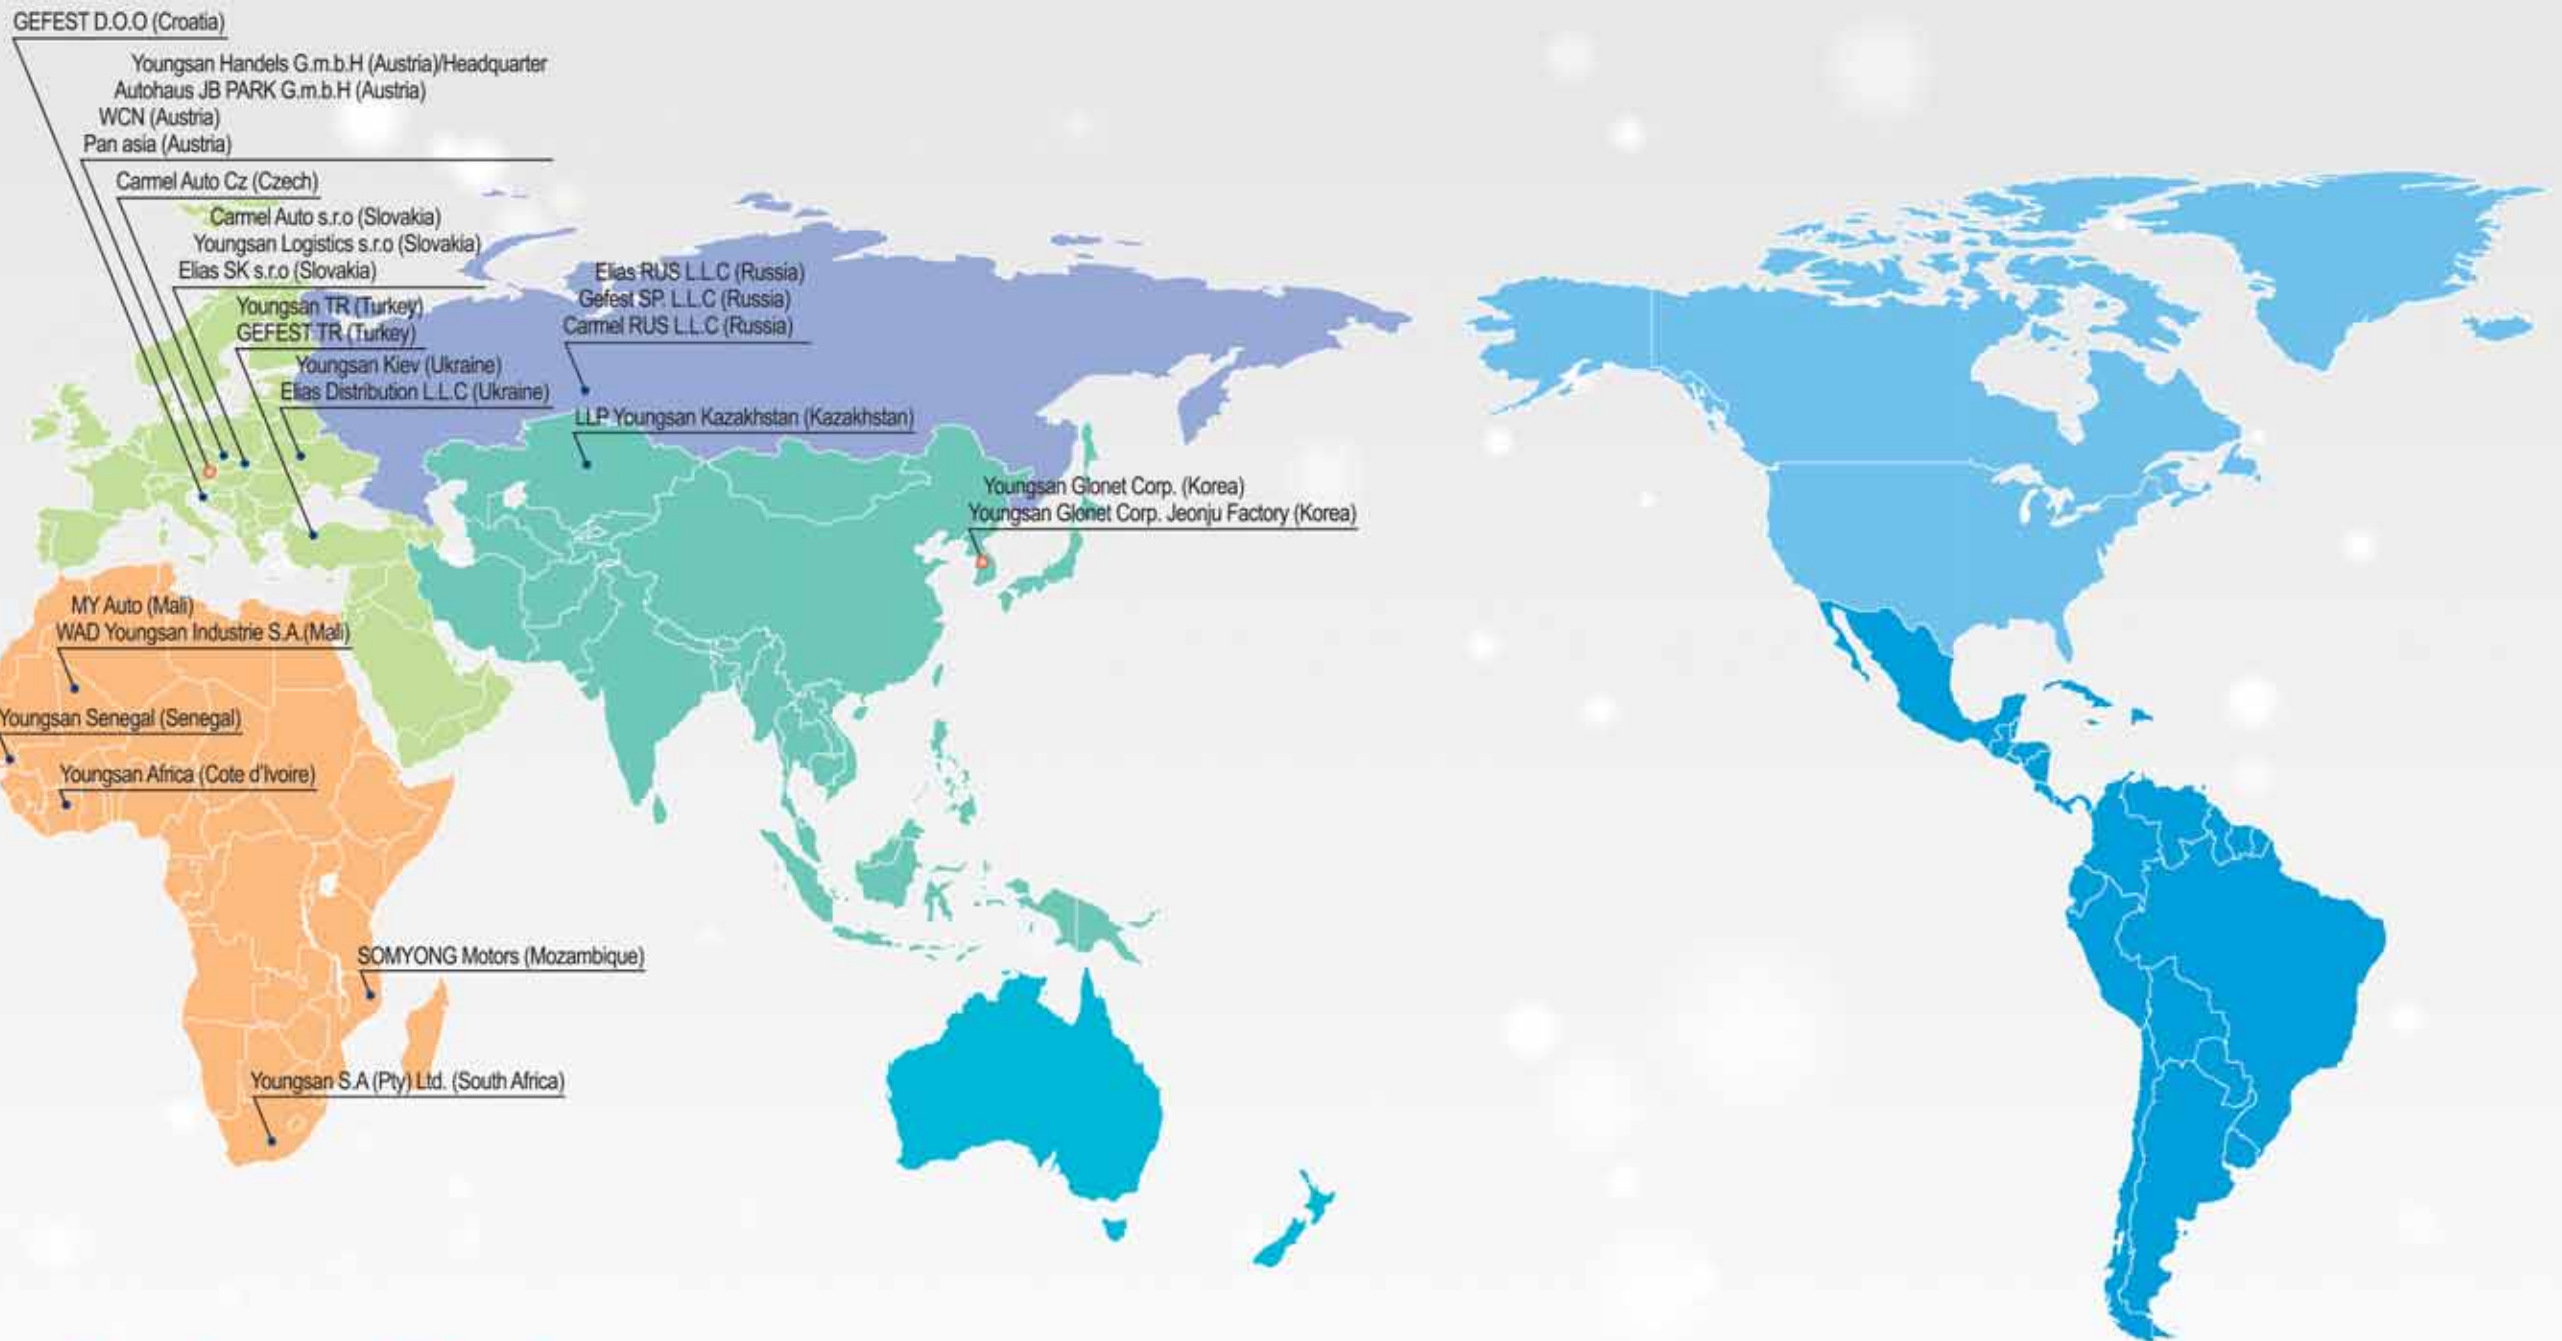 GEFEST D.O.O (Croatia)
Youngsan Handels G.m.b.H (Austria)/Headquarter
Autohaus JB PARK G.m.b.H (Austria)
WCN (Austria)
Pan asia (Austria)
Carmel Auto Cz (Czech)
Carmel Auto s.r.o (Slovakia)
Youngsan Logistics s.r.o (Slovakia)
Elias SK s.r.o (Slovakia)
Youngsan TR (Turkey)
GEFEST TR (Turkey)
Youngsan Kiev (Ukraine)
Elias Distribution L.L.C (Ukraine)
Elias RUS L.L.C (Russia)
Gefest SP. L.L.C (Russia)
Carmel RUS L.L.C (Russia)
LLP Youngsan Kazakhstan (Kazakhstan)
Youngsan Glonet Corp. (Korea)
Youngsan Glonet Corp. Jeonju Factory (Korea)
MY Auto (Mali)
WAD Youngsan Industrie S.A.(Mali)
Youngsan Senegal (Senegal)
Youngsan Africa (Cote d'Ivoire)
SOMYONG Motors (Mozambique)
Youngsan S.A (Pty) Ltd. (South Africa)